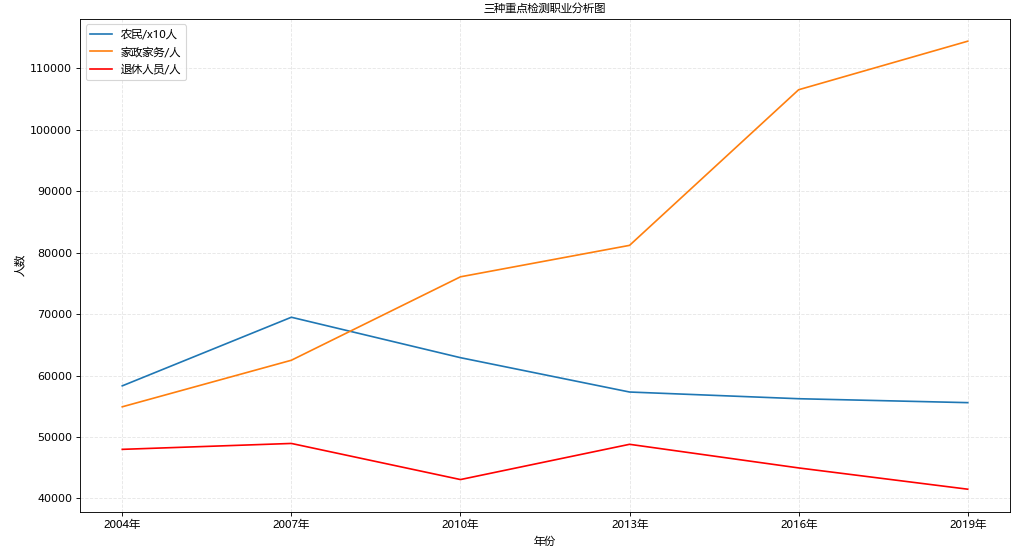 三种重点检测职业分析图
农民/x10人
家政家务/人
退休人员/人
110000
100000
90000
80000
70000
60000
50000
40000
人数
2004年
2007年
2010年
2013年
2016年
2019年
年份